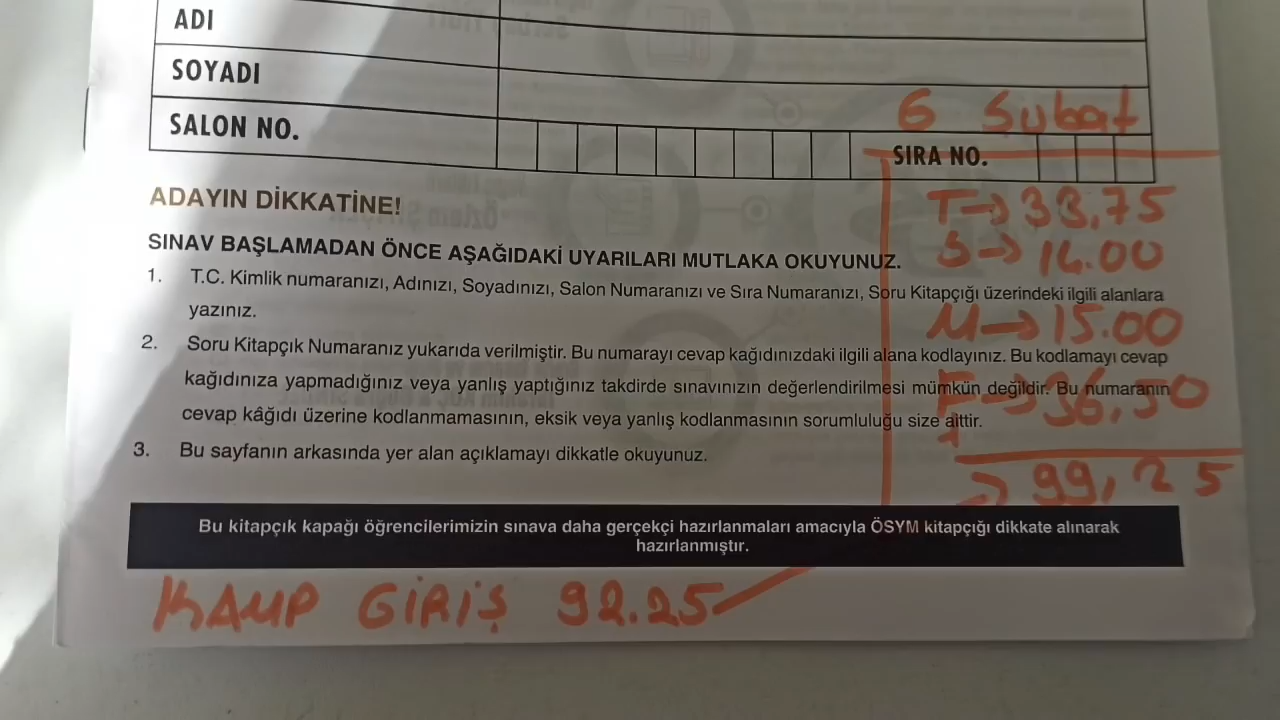 ADI
SOYADI
SALON NO.
SIRA NO.
6 Şubat
T→33,75
S→14.00
M→15.00
F→36,50
+
→99,25
ADAYIN DİKKATİNE!
SINAV BAŞLAMADAN ÖNCE AŞAĞIDAKİ UYARILARI MUTLAKA OKUYUNUZ.
1. T.C. Kimlik numaranızı, Adınızı, Soyadınızı, Salon Numaranızı ve Sıra Numaranızı, Soru Kitapçığı üzerindeki ilgili alanlara
yazınız.
2. Soru Kitapçık Numaranız yukarıda verilmiştir. Bu numarayı cevap kağıdınızdaki ilgili alana kodlayınız. Bu kodlamayı cevap
kağıdınıza yapmadığınız veya yanlış yaptığınız takdirde sınavınızın değerlendirilmesi mümkün değildir. Bu numaranın
cevap kâğıdı üzerine kodlanmamasının, eksik veya yanlış kodlanmasının sorumluluğu size aittir.
3. Bu sayfanın arkasında yer alan açıklamayı dikkatle okuyunuz.
Bu kitapçık kapağı öğrencilerimizin sınava daha gerçekçi hazırlanmaları amacıyla ÖSYM kitapçığı dikkate alınarak
hazırlanmıştır.
KAMP GİRİŞ 92.25